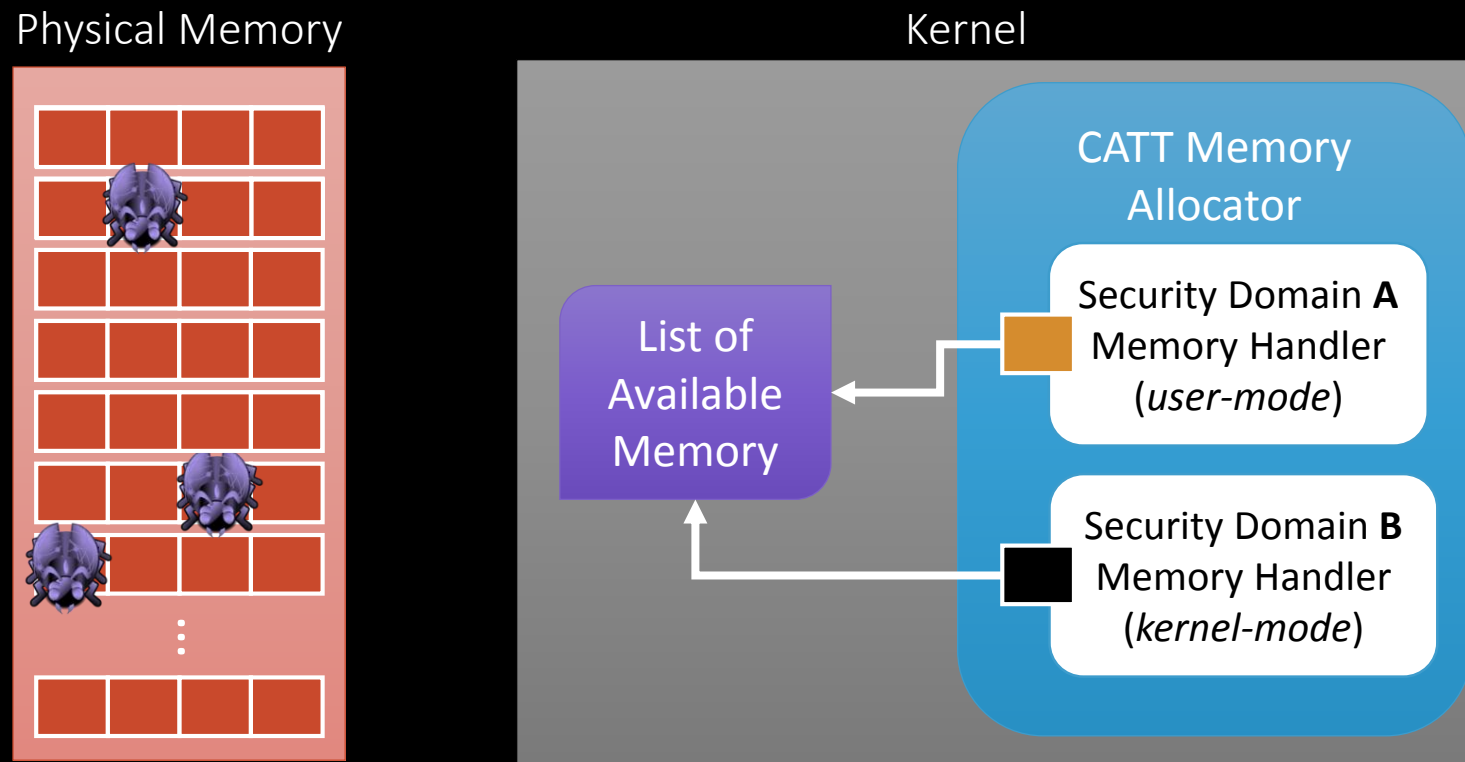 Physical Memory
Kernel
CATT Memory
Allocator
Security Domain A
Memory Handler
(user-mode)
List of
Available
Memory
Security Domain B
Memory Handler
(kernel-mode)